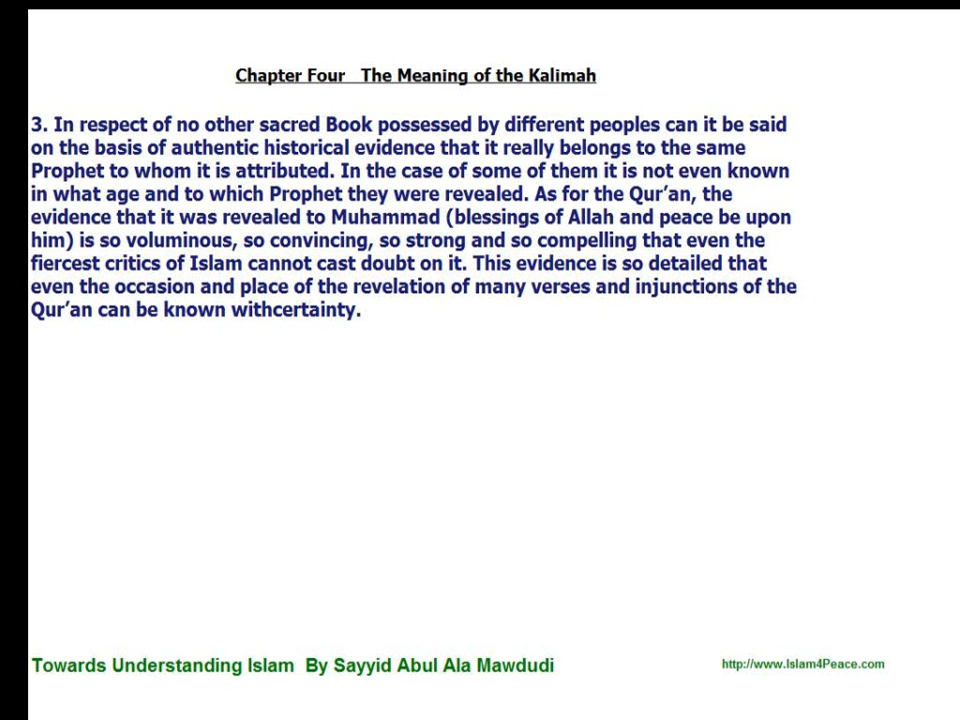 Chapter Four   The Meaning of the Kalimah
3. In respect of no other sacred Book possessed by different peoples can it be said
on the basis of authentic historical evidence that it really belongs to the same
Prophet to whom it is attributed. In the case of some of them it is not even known
in what age and to which Prophet they were revealed. As for the Qur’an, the
evidence that it was revealed to Muhammad (blessings of Allah and peace be upon
him) is so voluminous, so convincing, so strong and so compelling that even the
fiercest critics of Islam cannot cast doubt on it. This evidence is so detailed that
even the occasion and place of the revelation of many verses and injunctions of the
Qur’an can be known withcertainty.
Towards Understanding Islam  By Sayyid Abul Ala Mawdudi
http://www.Islam4Peace.com